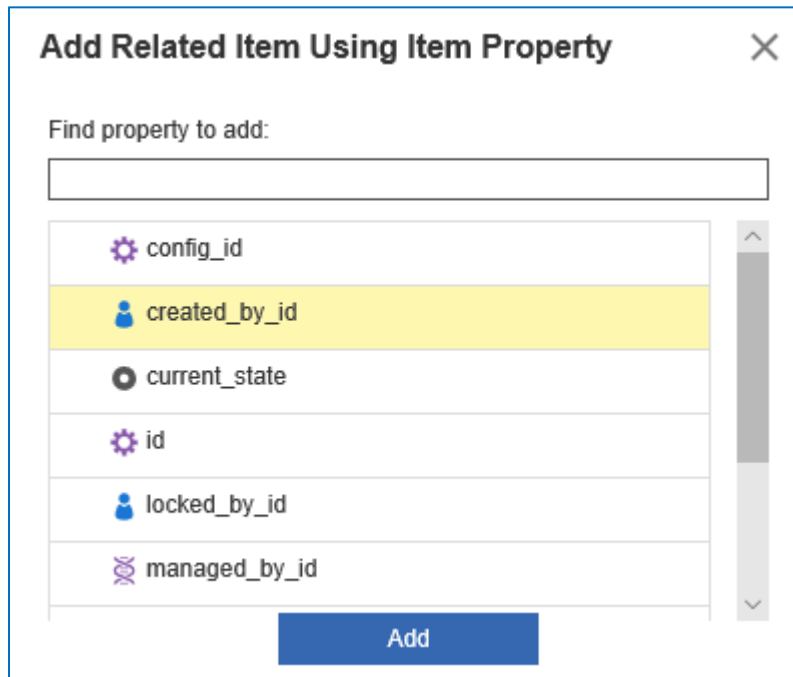 Add Related Item Using Item Property
Find property to add:
config_id
created_by_id
current_state
id
locked_by_id
managed_by_id
Add